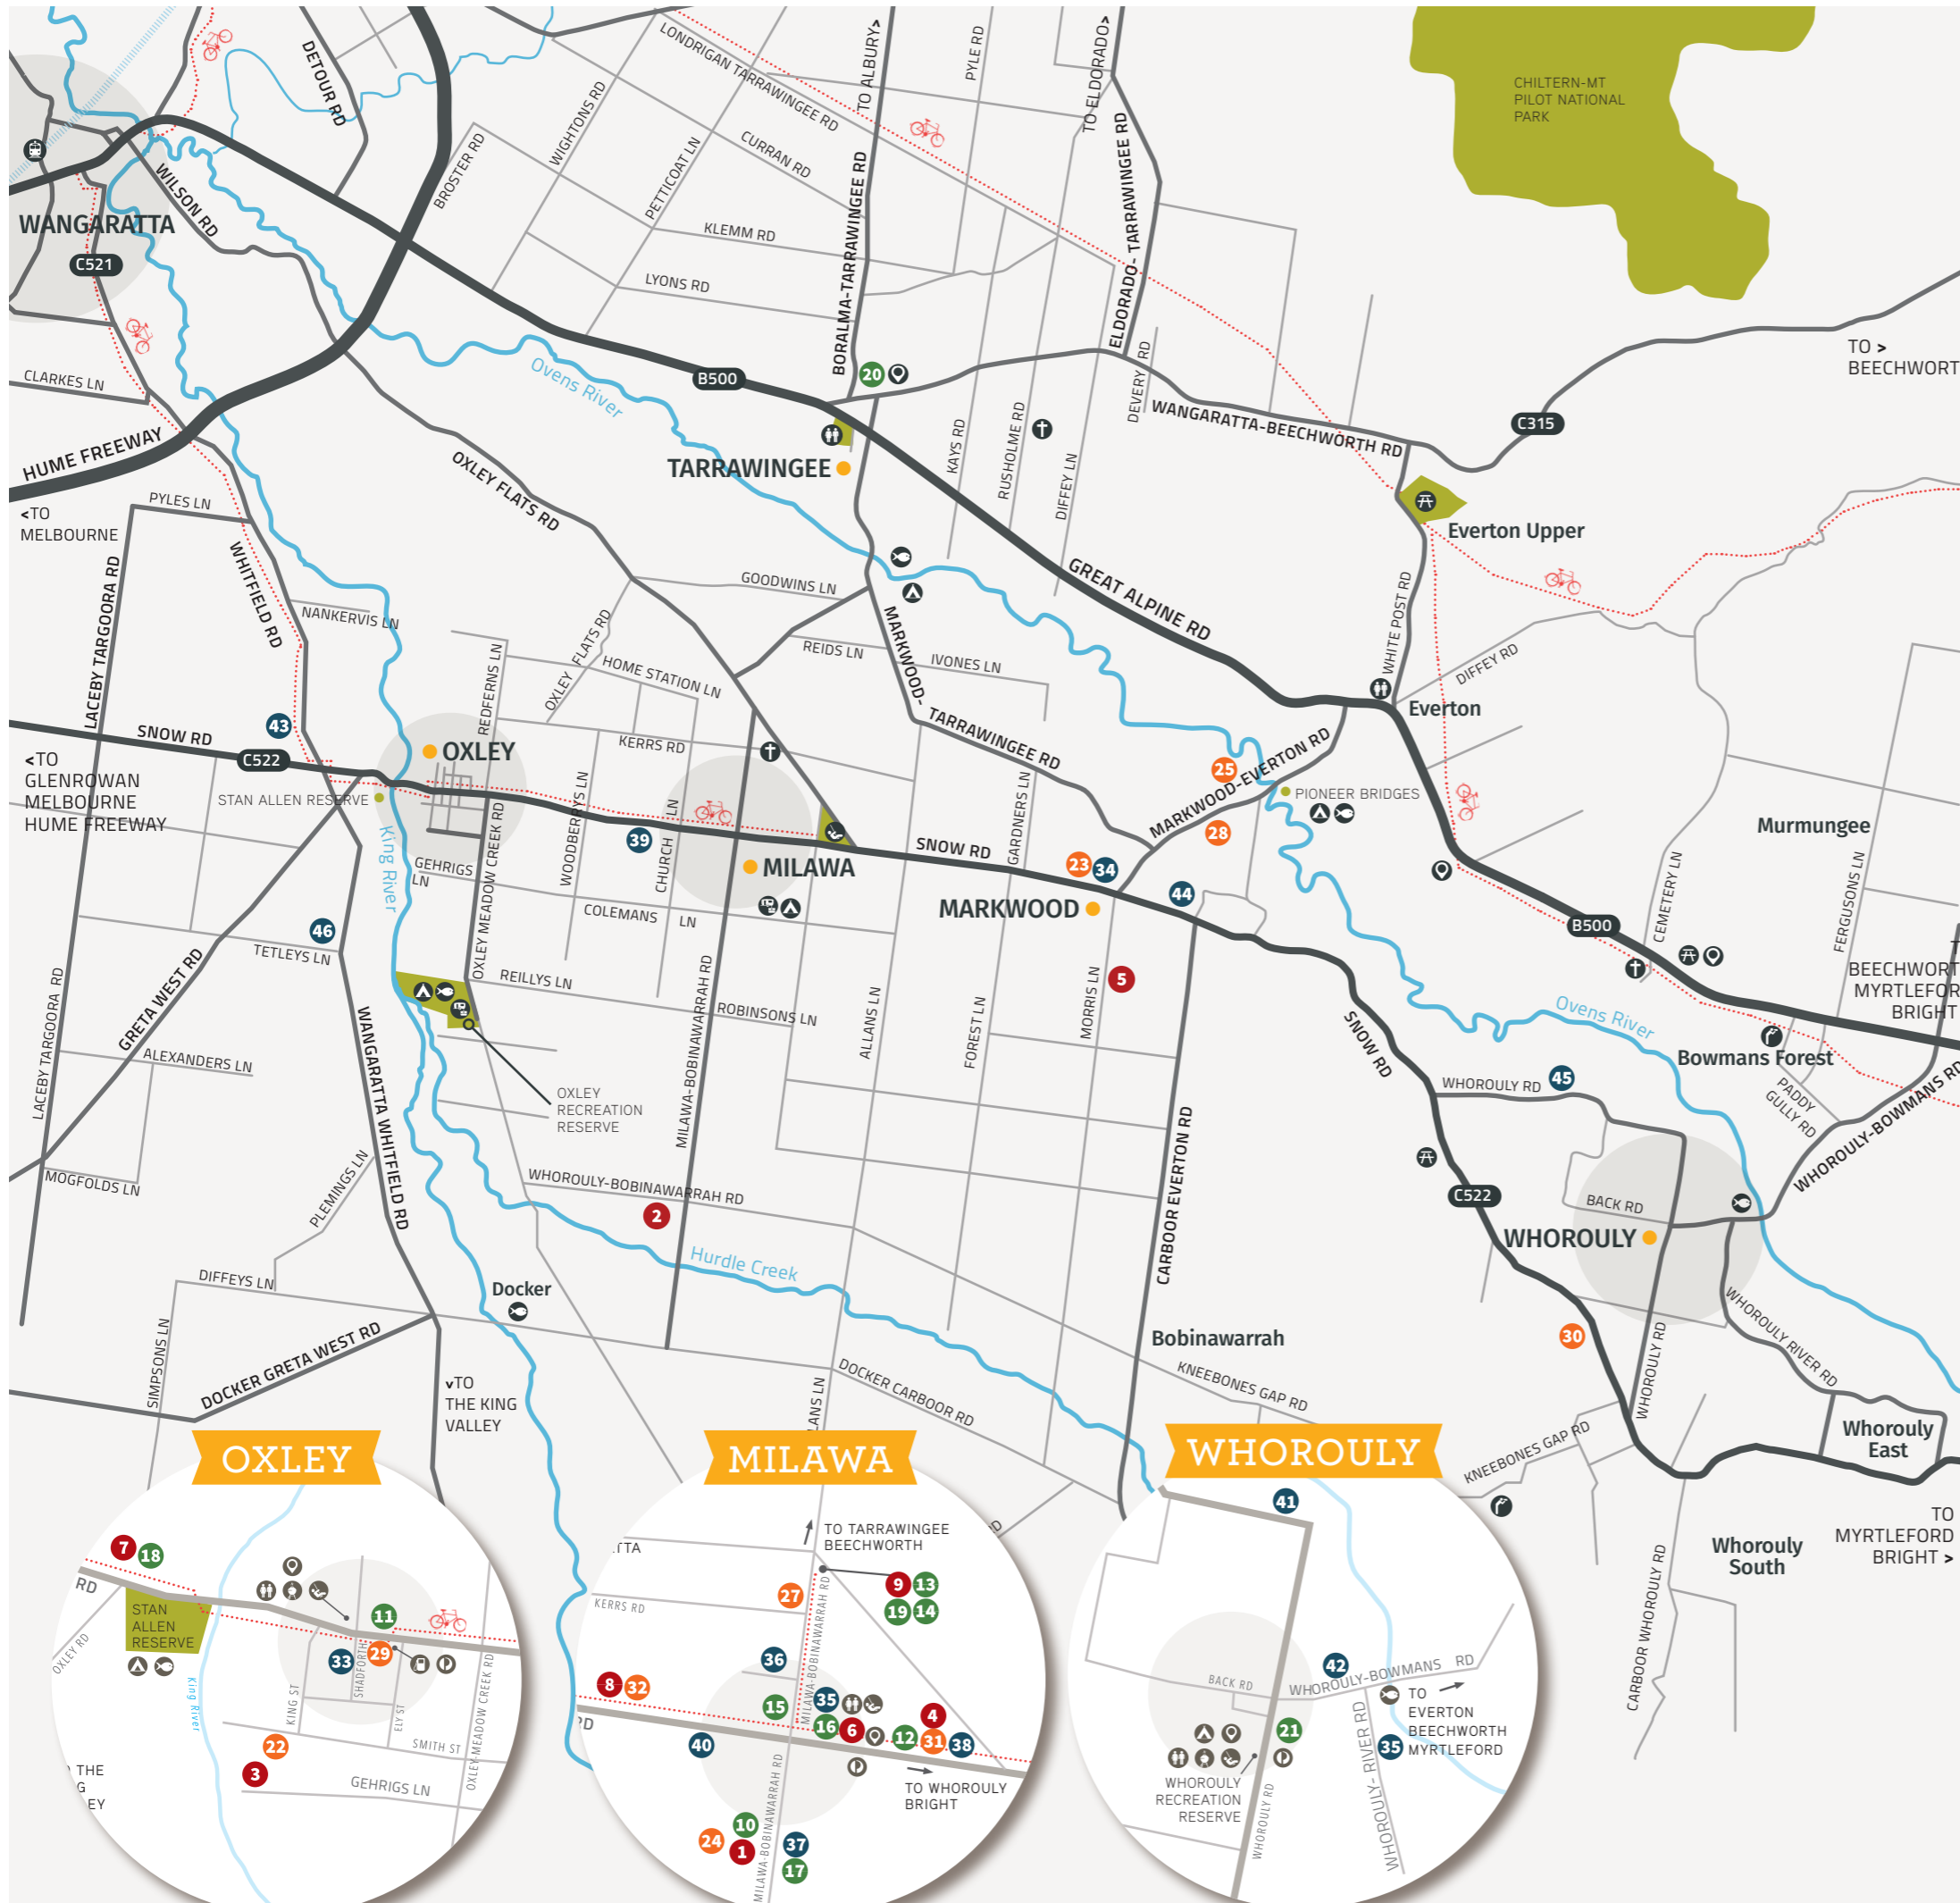 DETOUR RD
LONDRIGAN TARRAWINGEE RD
TO ALBURY>
PYLE RD
TO ELDORADO>
CHILTERN-MT
PILOT NATIONAL
PARK
WIGHTONS RD
BROSTER RD
PETTICOAT LN
CURRAN RD
BORALMA-TARRAWINGEE RD
ELDORADO-TARRAWINGEE RD
WILSON RD
WANGARATTA
C521
KLEMM RD
LYONS RD
CLARKES LN
Ovens River
B500
20
DEVERY RD
TO >
BEECHWORT
WANGARATTA-BEECHWORTH RD
C315
HUME FREEWAY
OXLEY FLATS RD
TARRAWINGEE
KAYS RD
RUSHOLME RD
DIFFEY LN
<TO
MELBOURNE
PYLES LN
Everton Upper
LACEBY TARGOORA RD
WHITFIELD RD
NANKERVIS LN
GOODWINS LN
GREAT ALPINE RD
WHITE POST RD
REDFERNS LN
OXLEY FLATS RD
HOME STATION LN
REIDS LN
IVONES LN
MARKWOOD-
TARRAWINGEE RD
DIFFEY RD
Everton
43
SNOW RD
C522
OXLEY
KERRS RD
<TO
GLENROWAN
MELBOURNE
HUME FREEWAY
STAN ALLEN RESERVE
25
MARKWOOD-EVERTON RD
PIONEER BRIDGES
28
Murmungee
King River
GEHRIGS
LN
OXLEY MEADOW CREEK RD
WOODBERRYS LN
39
CHURCH LN
MILAWA
SNOW RD
GARDNERS LN
23
34
44
MARKWOOD
COLEMANS LN
CEMETERY LN
FERGUSONS LN
B500
46
TETLEYS LN
GRETA WEST RD
REILLYS LN
ROBINSONS LN
MILAWA-BOBINAWARRAH RD
ALLANS LN
FOREST LN
MORRIS LN
5
T
BEECHWORT
MYRTLEFOR
BRIGHT
Ovens River
Bowmans Forest
LACEBY TARGOORA RD
ALEXANDERS LN
WANGARATTA WHITFIELD RD
OXLEY
RECREATION
RESERVE
SNOW RD
WHOROULY RD
45
PADDY
GULLY RD
WHOROULY-BOWMANS RD
MOGFOLDS LN
PLEMINGS LN
WHOROULY-BOBINAWARRAH RD
2
CARBOOR EVERTON RD
C522
BACK RD
WHOROULY
Hurdle Creek
DIFFEYS LN
Docker
SIMPSONS LN
DOCKER GRETA WEST RD
Bobinawarrah
30
WHOROULY RD
WHOROULY RIVER RD
vTO
THE KING
VALLEY
DOCKER CARBOOR RD
KNEEBONES GAP RD
KNEEBONES GAP RD
Whorouly
East
LANS LN
Whorouly
South
TO
MYRTLEFORD
BRIGHT >
CARBOOR WHOROULY RD
OXLEY
7
18
RD
STAN
ALLEN
RESERVE
OXLEY RD
King River
11
29
33
SHADFORTH
KING ST
ELY ST
SMITH ST
22
3
GEHRIGS LN
OXLEY-MEADOW CREEK RD
THE
G
EY
MILAWA
TTA
TO TARRAWINGEE
BEECHWORTH
D
KERRS RD
27
9
13
19
14
MILAWA-BOBINAWARRAH RD
36
8
32
15
35
16
6
12
4
31
38
RD
40
TO WHOROULY
BRIGHT
MILAWA-BOBINAWARRAH RD
10
24
1
37
17
WHOROULY
41
42
BACK RD
WHOROULY-BOWMANS RD
TO
EVERTON
BEECHWORTH
MYRTLEFORD
35
21
WHOROULY
RECREATION
RESERVE
WHOROULY RD
WHOROULY- RIVER RD